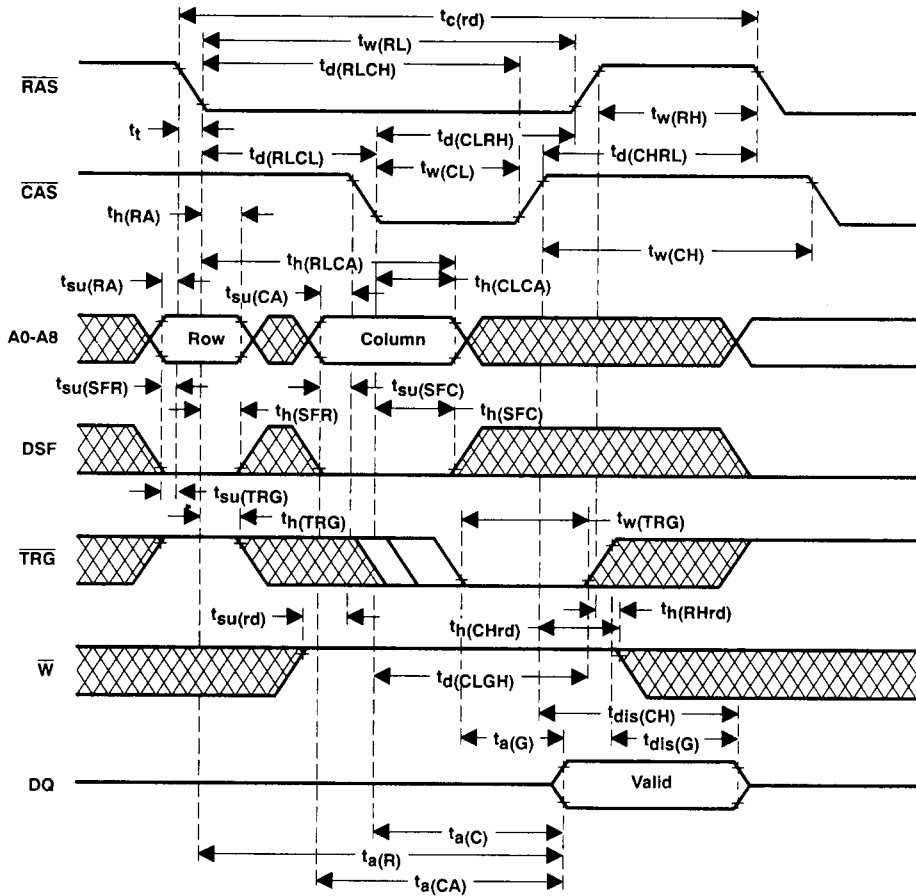 tc(rd)
tw(RL)
td(RLCH)
RAS
tt
tw(RH)
td(CLRH)
td(RLCL)
td(CHRL)
tw(CL)
CAS
th(RA)
tw(CH)
th(RLCA)
tsu(RA)
tsu(CA)
th(CLCA)
A0-A8
Row
Column
tsu(SFR)
tsu(SFC)
th(SFR)
th(SFC)
DSF
tsu(TRG)
th(TRG)
tw(TRG)
TRG
tsu(rd)
th(RHrd)
th(CHrd)
W
td(CLGH)
tdis(CH)
ta(G)
tdis(G)
DQ
Valid
ta(C)
ta(R)
ta(CA)